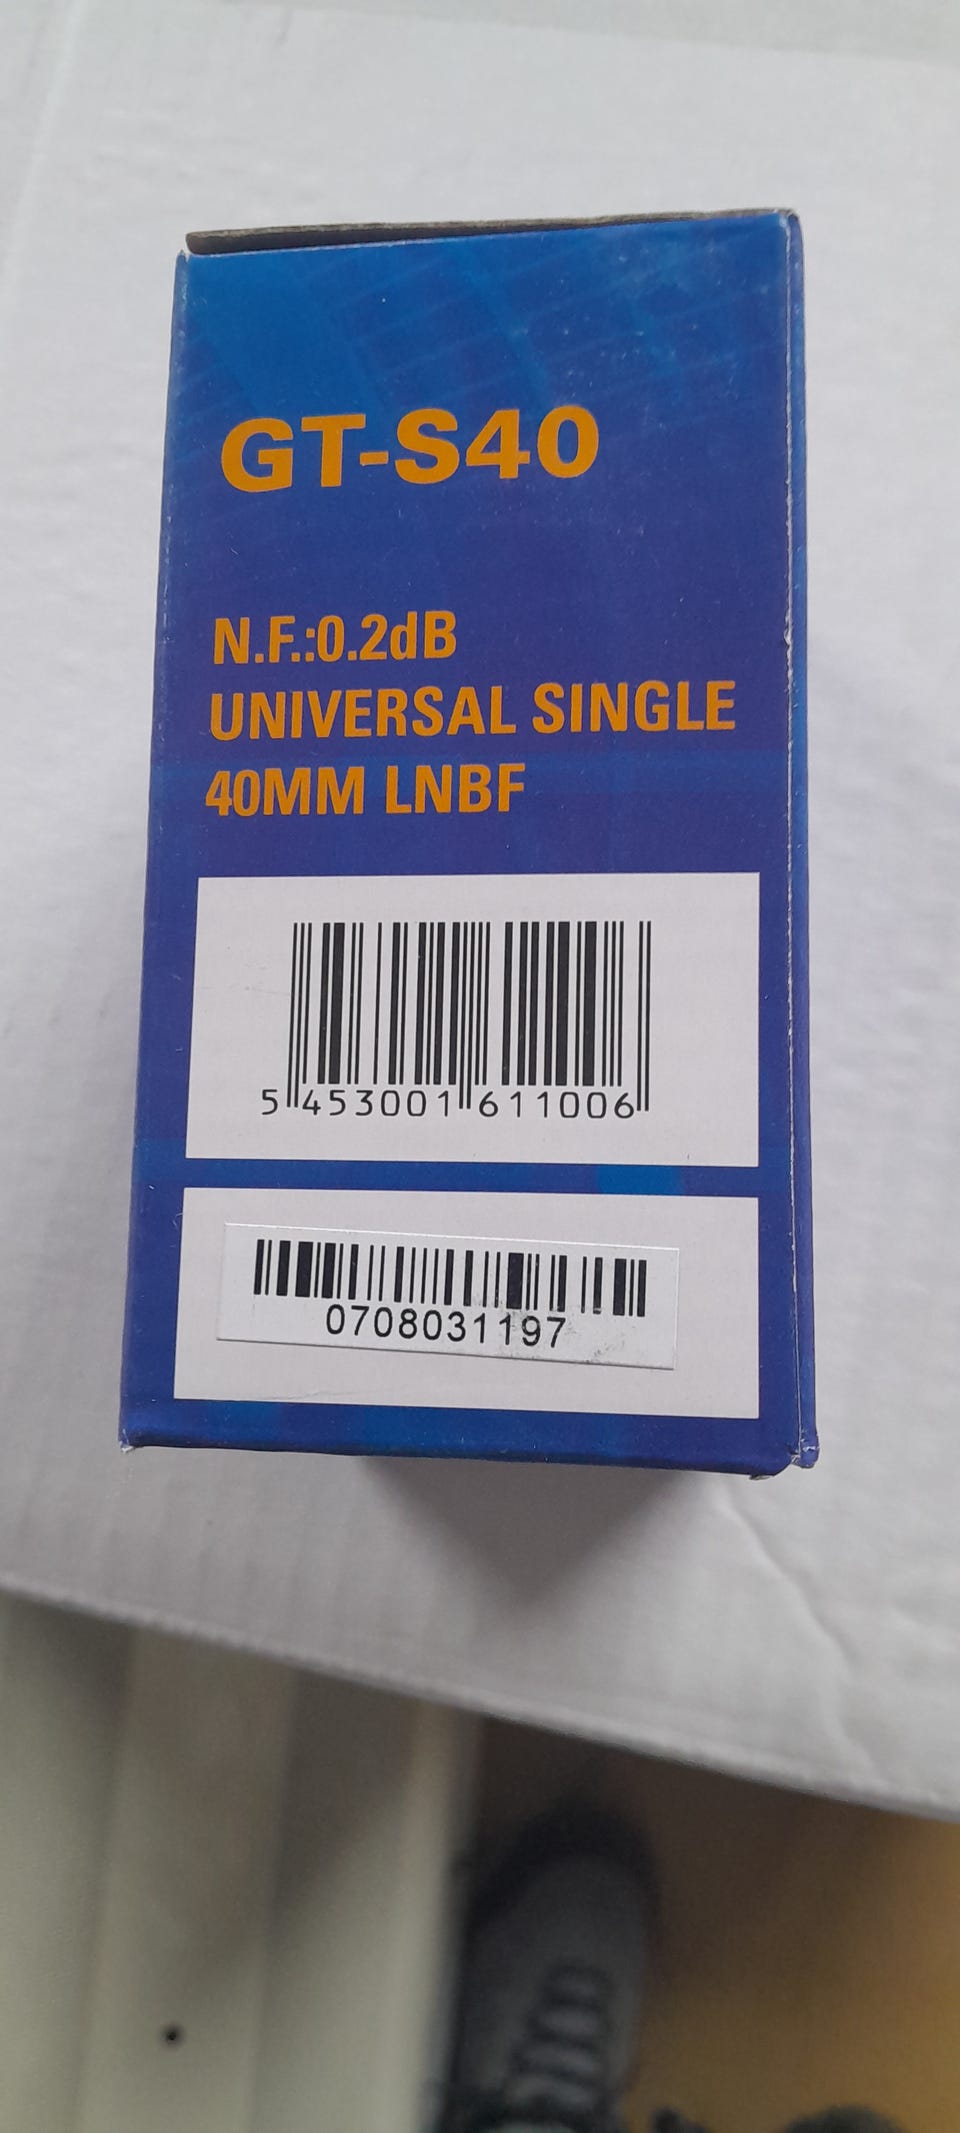 GT-S40
N.F.:0.2dB
UNIVERSAL SINGLE
40MM LNBF
5 453001 611006
0708031197